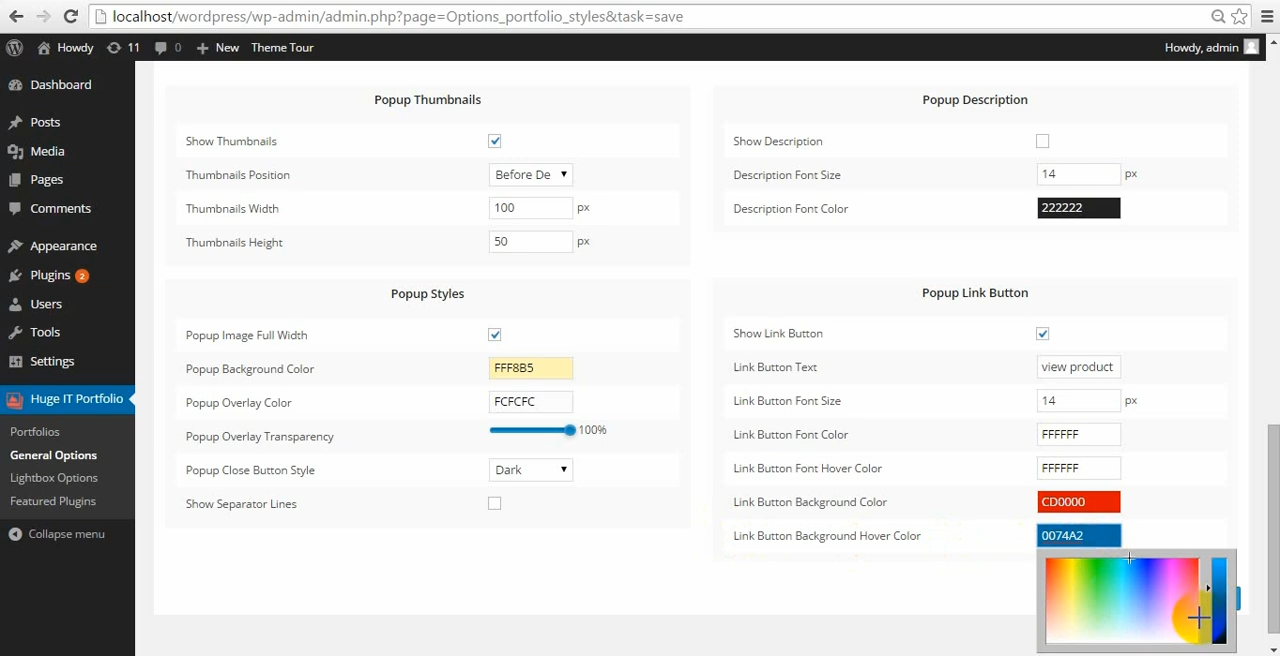 localhost/wordpress/wp-admin/admin.php?page=Options_portfolio_styles&task=save
Howdy 11 0 New Theme Tour Howdy, admin
Dashboard
Posts
Media
Pages
Comments
Appearance
Plugins 2
Users
Tools
Settings
Huge IT Portfolio
Portfolios
General Options
Lightbox Options
Featured Plugins
Collapse menu
Popup Thumbnails
Show Thumbnails
Thumbnails Position Before De
Thumbnails Width 100 px
Thumbnails Height 50 px
Popup Description
Show Description
Description Font Size 14 px
Description Font Color 222222
Popup Styles
Popup Image Full Width
Popup Background Color FFF8B5
Popup Overlay Color FCFCFC
Popup Overlay Transparency 100%
Popup Close Button Style Dark
Show Separator Lines
Popup Link Button
Show Link Button
Link Button Text view product
Link Button Font Size 14 px
Link Button Font Color FFFFFF
Link Button Font Hover Color FFFFFF
Link Button Background Color CD0000
Link Button Background Hover Color 0074A2